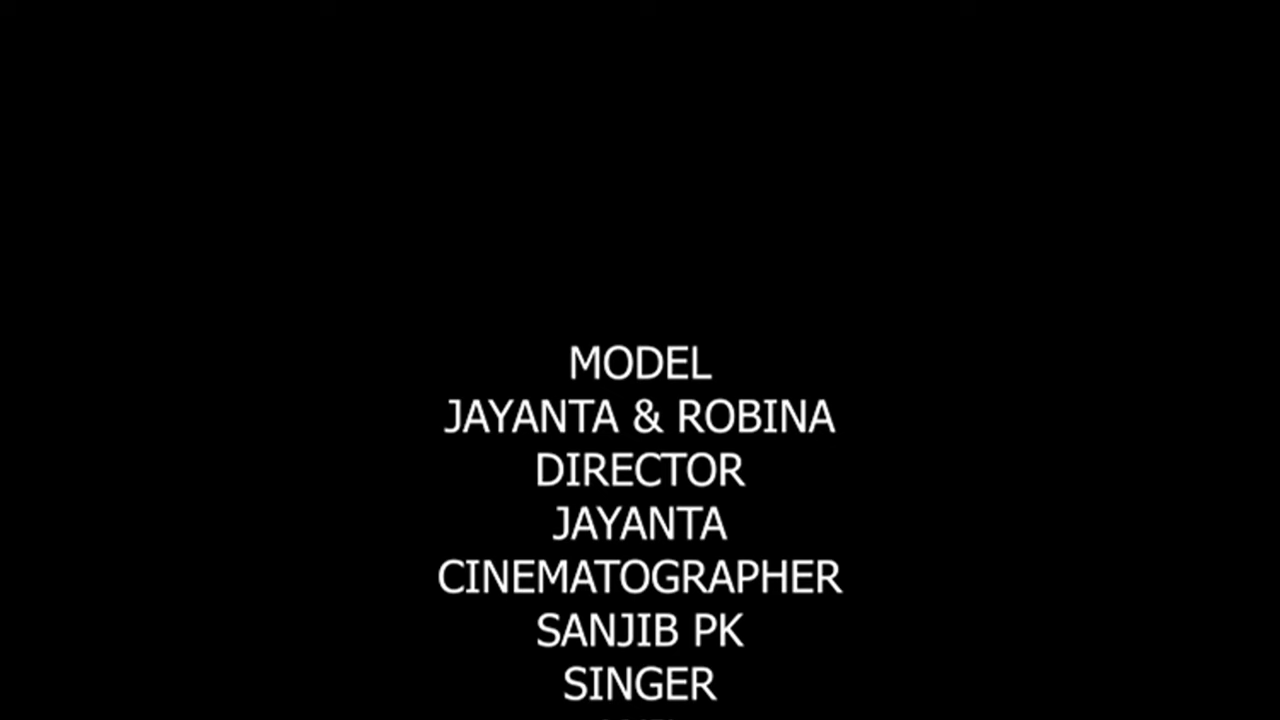 MODEL
JAYANTA & ROBINA
DIRECTOR
JAYANTA
CINEMATOGRAPHER
SANJIB PK
SINGER